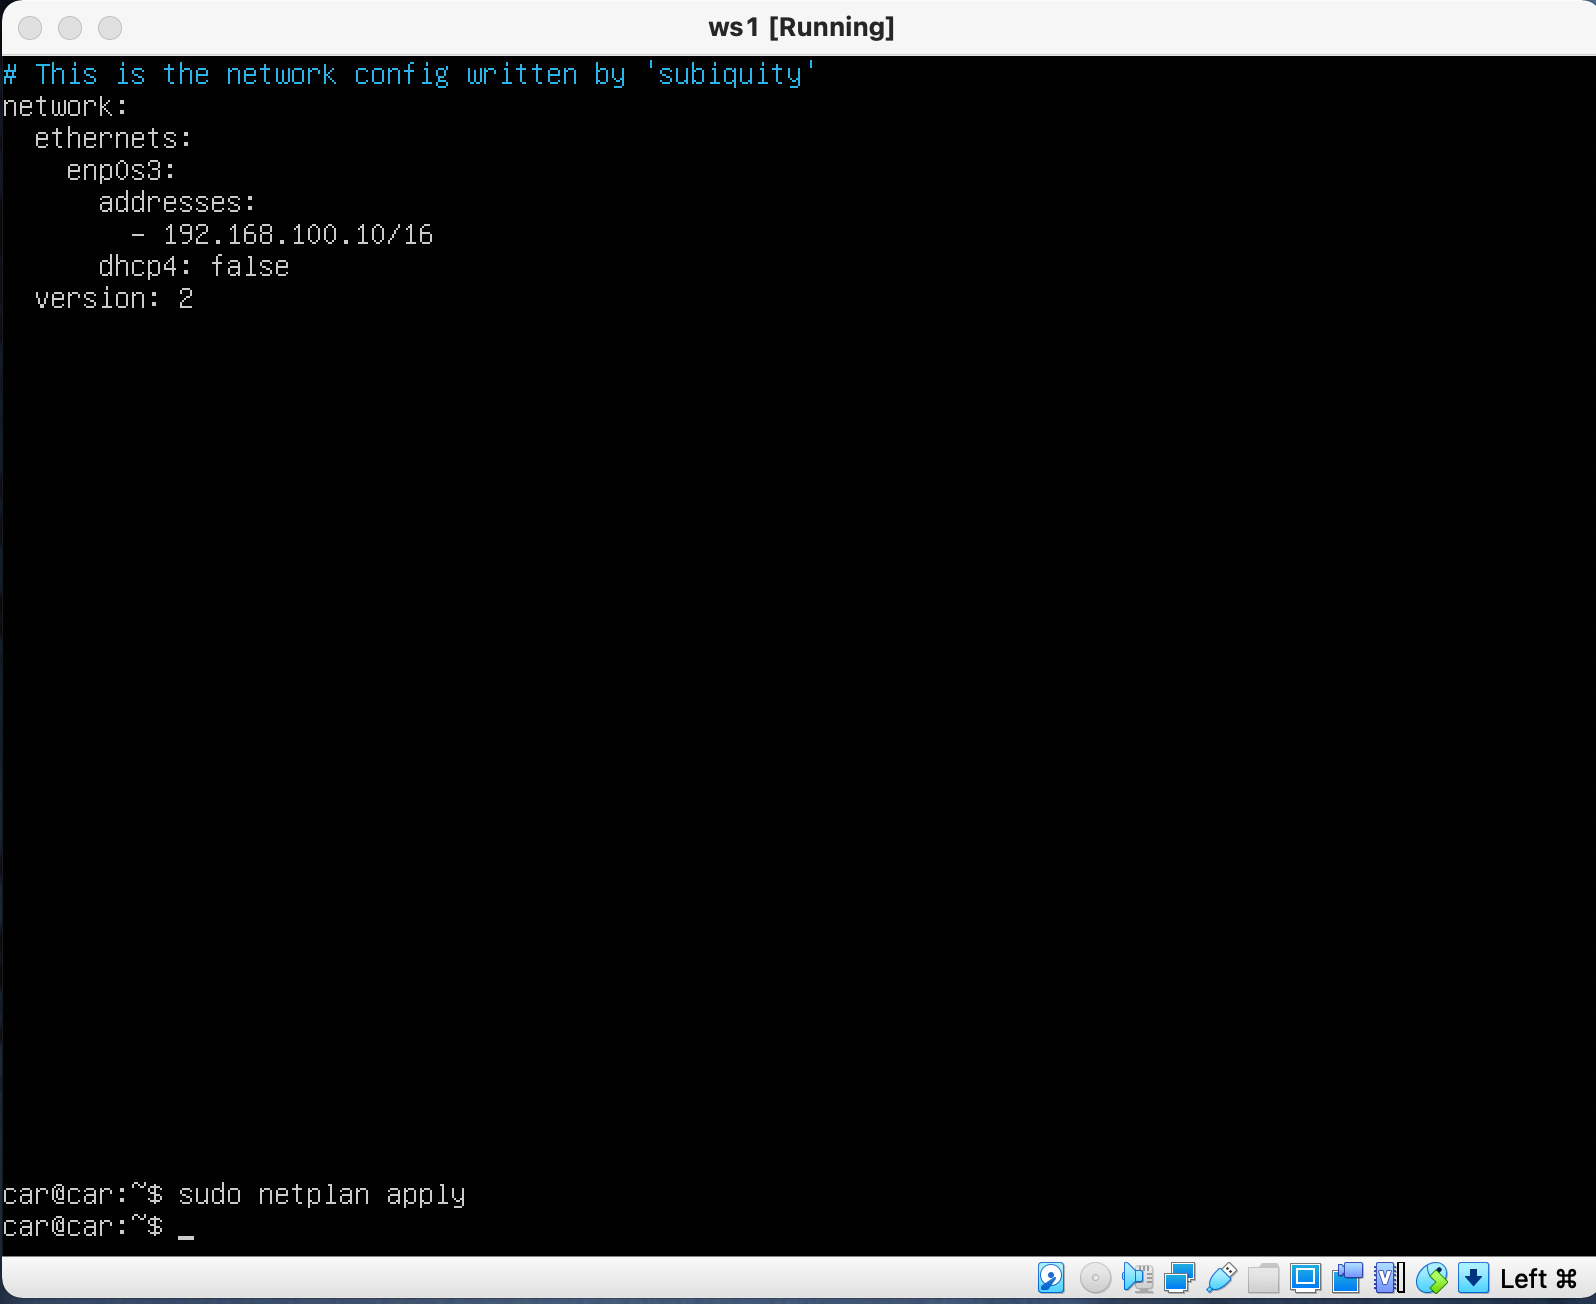 ws1 [Running]
# This is the network config written by 'subiquity'
network:
  ethernets:
    enp0s3:
      addresses:
        - 192.168.100.10/16
      dhcp4: false
  version: 2
car@car:~$ sudo netplan apply
car@car:~$ _
Left ⌘